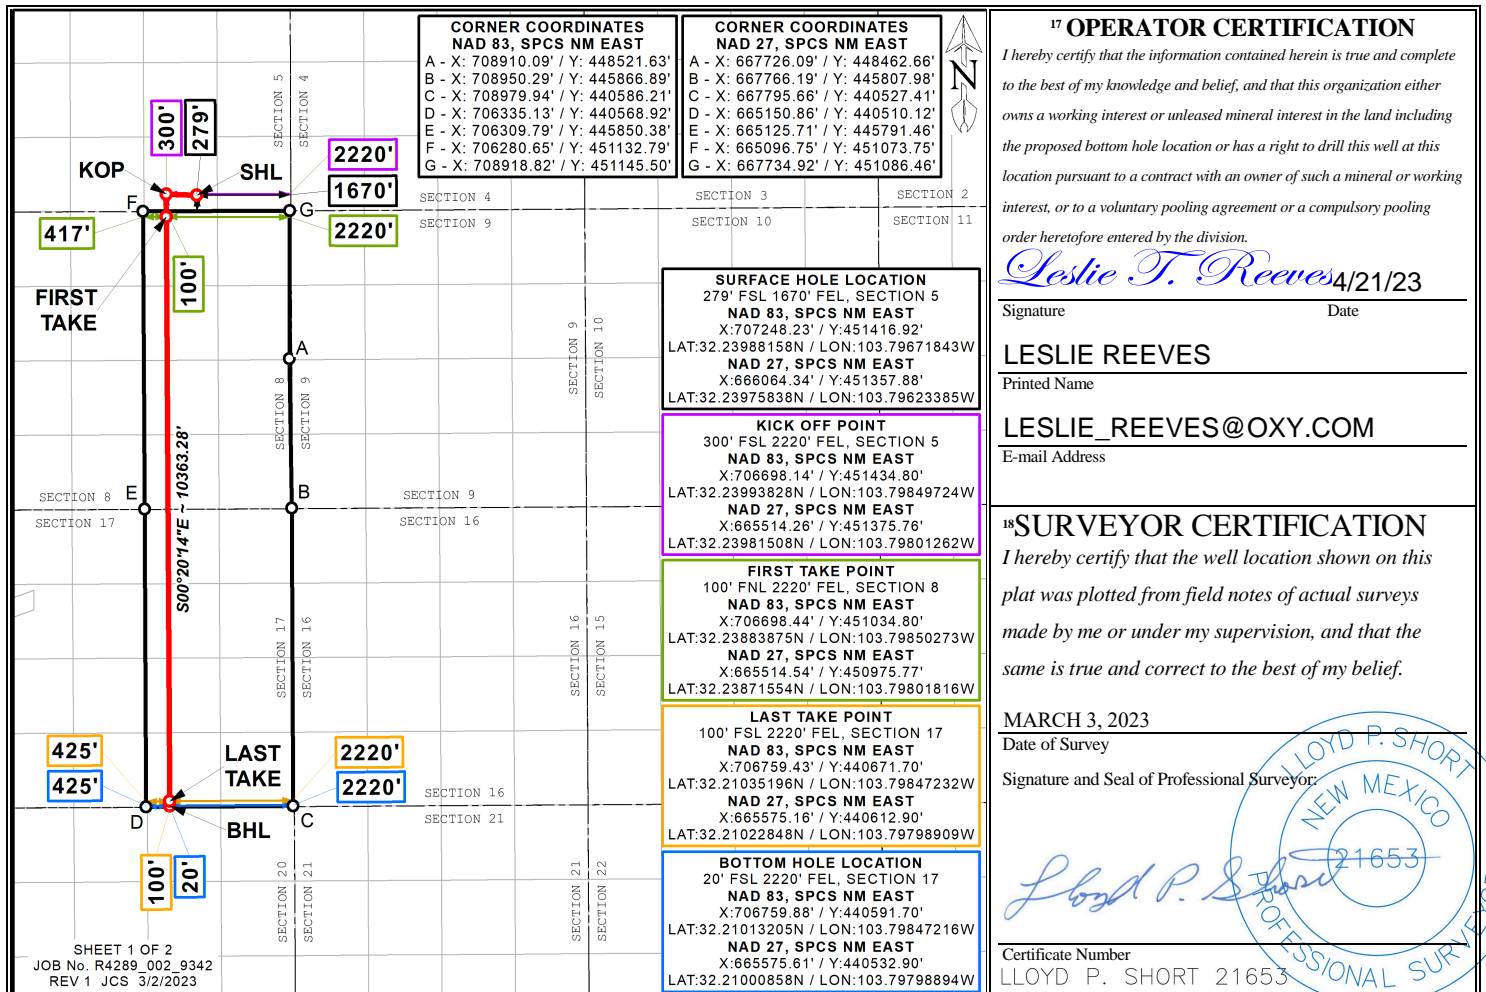 CORNER COORDINATES
NAD 83, SPCS NM EAST
A - X: 708910.09' / Y: 448521.63'
B - X: 708950.29' / Y: 445866.89'
C - X: 708979.94' / Y: 440586.21'
D - X: 706335.13' / Y: 440568.92'
E - X: 706309.79' / Y: 445850.38'
F - X: 706280.65' / Y: 451132.79'
G - X: 708918.82' / Y: 451145.50'
CORNER COORDINATES
NAD 27, SPCS NM EAST
A - X: 667726.09' / Y: 448462.66'
B - X: 667766.19' / Y: 445807.98'
C - X: 667795.66' / Y: 440527.41'
D - X: 665150.86' / Y: 440510.12'
E - X: 665125.71' / Y: 445791.46'
F - X: 665096.75' / Y: 451073.75'
G - X: 667734.92' / Y: 451086.46'
N
SECTION 5
SECTION 4
300'
279'
KOP
SHL
2220'
1670'
2220'
F
G
417'
100'
FIRST
TAKE
SECTION 4
SECTION 9
SECTION 3
SECTION 10
SECTION 2
SECTION 11
SECTION 9
SECTION 10
A
SECTION 8
SECTION 9
S00°20'14"E ~ 10363.28'
SECTION 8
SECTION 17
E
B
SECTION 9
SECTION 16
SECTION 17
SECTION 16
SECTION 16
SECTION 15
425'
425'
LAST
TAKE
2220'
2220'
SECTION 16
SECTION 21
D
BHL
C
100'
20'
SECTION 20
SECTION 21
SECTION 21
SECTION 22
SHEET 1 OF 2
JOB No. R4289_002_9342
REV 1 JCS 3/2/2023
SURFACE HOLE LOCATION
279' FSL 1670' FEL, SECTION 5
NAD 83, SPCS NM EAST
X:707248.23' / Y:451416.92'
LAT:32.23988158N / LON:103.79671843W
NAD 27, SPCS NM EAST
X:666064.34' / Y:451357.88'
LAT:32.23975838N / LON:103.79623385W
KICK OFF POINT
300' FSL 2220' FEL, SECTION 5
NAD 83, SPCS NM EAST
X:706698.14' / Y:451434.80'
LAT:32.23993828N / LON:103.79849724W
NAD 27, SPCS NM EAST
X:665514.26' / Y:451375.76'
LAT:32.23981508N / LON:103.79801262W
FIRST TAKE POINT
100' FNL 2220' FEL, SECTION 8
NAD 83, SPCS NM EAST
X:706698.44' / Y:451034.80'
LAT:32.23883875N / LON:103.79850273W
NAD 27, SPCS NM EAST
X:665514.54' / Y:450975.77'
LAT:32.23871554N / LON:103.79801816W
LAST TAKE POINT
100' FSL 2220' FEL, SECTION 17
NAD 83, SPCS NM EAST
X:706759.43' / Y:440671.70'
LAT:32.21035196N / LON:103.79847232W
NAD 27, SPCS NM EAST
X:665575.16' / Y:440612.90'
LAT:32.21022848N / LON:103.79798909W
BOTTOM HOLE LOCATION
20' FSL 2220' FEL, SECTION 17
NAD 83, SPCS NM EAST
X:706759.88' / Y:440591.70'
LAT:32.21013205N / LON:103.79847216W
NAD 27, SPCS NM EAST
X:665575.61' / Y:440532.90'
LAT:32.21000858N / LON:103.79798894W
17 OPERATOR CERTIFICATION
I hereby certify that the information contained herein is true and complete
to the best of my knowledge and belief, and that this organization either
owns a working interest or unleased mineral interest in the land including
the proposed bottom hole location or has a right to drill this well at this
location pursuant to a contract with an owner of such a mineral or working
interest, or to a voluntary pooling agreement or a compulsory pooling
order heretofore entered by the division.
Leslie T. Reeves 4/21/23
Signature Date
LESLIE REEVES
Printed Name
LESLIE_REEVES@OXY.COM
E-mail Address
18SURVEYOR CERTIFICATION
I hereby certify that the well location shown on this
plat was plotted from field notes of actual surveys
made by me or under my supervision, and that the
same is true and correct to the best of my belief.
MARCH 3, 2023
Date of Survey
Signature and Seal of Professional Surveyor:
LLOYD P. SHORT
NEW MEXICO
21653
PROFESSIONAL SURVEYOR
Lloyd P. Short
Certificate Number
LLOYD P. SHORT 21653